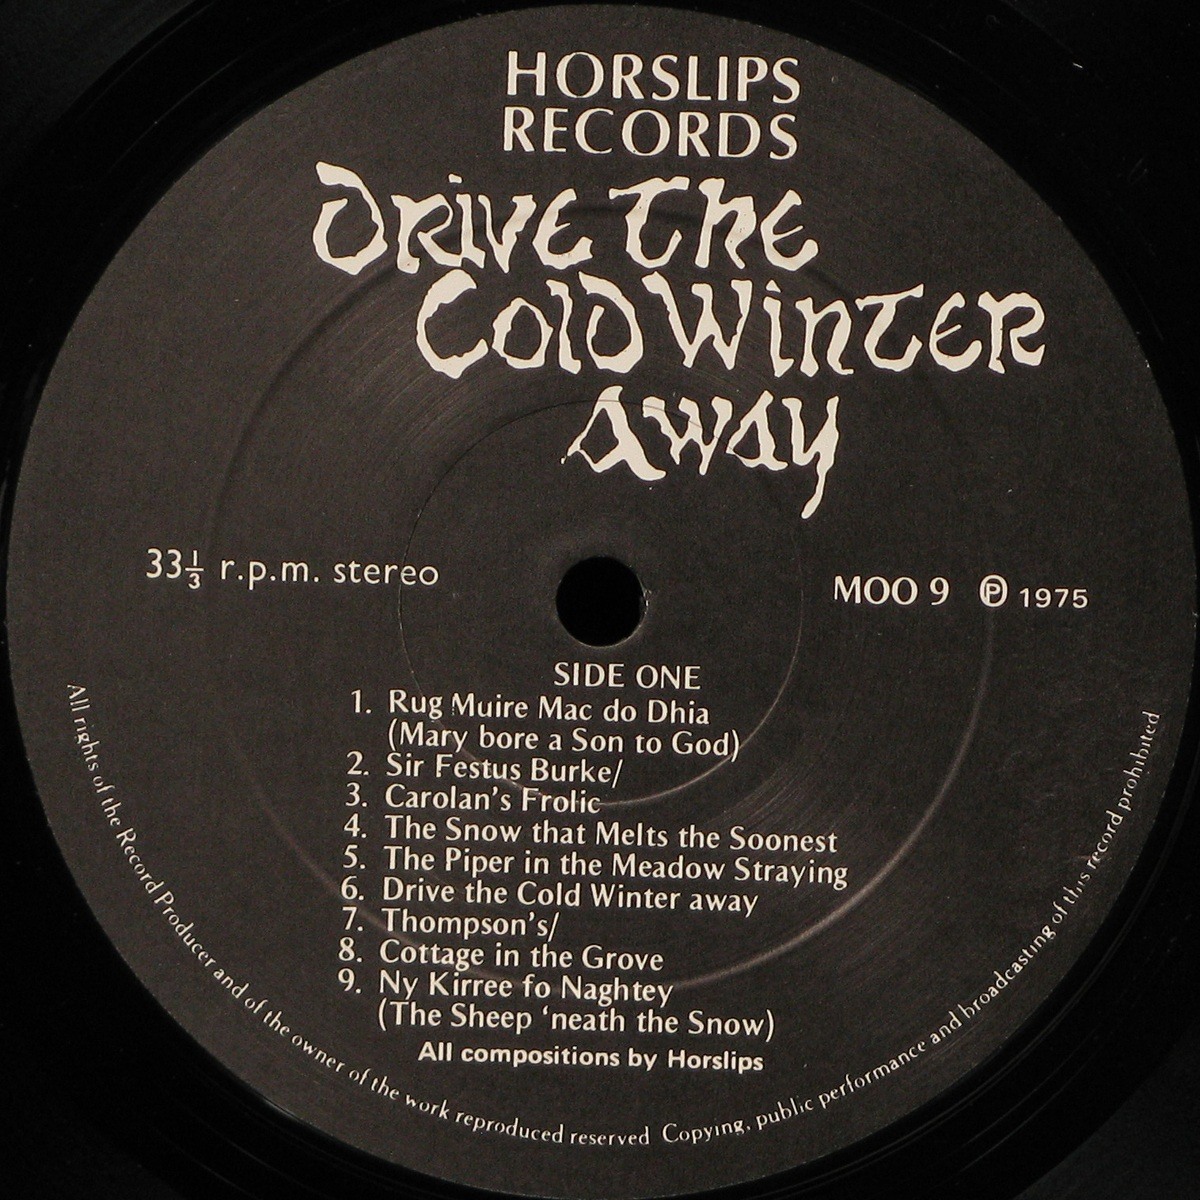 HORSLIPS
RECORDS
Drive The
Cold Winter
Away
33⅓ r.p.m. stereo
MOO 9 ℗ 1975
SIDE ONE
1. Rug Muire Mac do Dhia
(Mary bore a Son to God)
2. Sir Festus Burke/
3. Carolan's Frolic
4. The Snow that Melts the Soonest
5. The Piper in the Meadow Straying
6. Drive the Cold Winter away
7. Thompson's/
8. Cottage in the Grove
9. Ny Kirree fo Naghtey
(The Sheep 'neath the Snow)
All compositions by Horslips
All rights of the Record Producer and of the owner of the work reproduced reserved Copying, public performance and broadcasting of this record prohibited